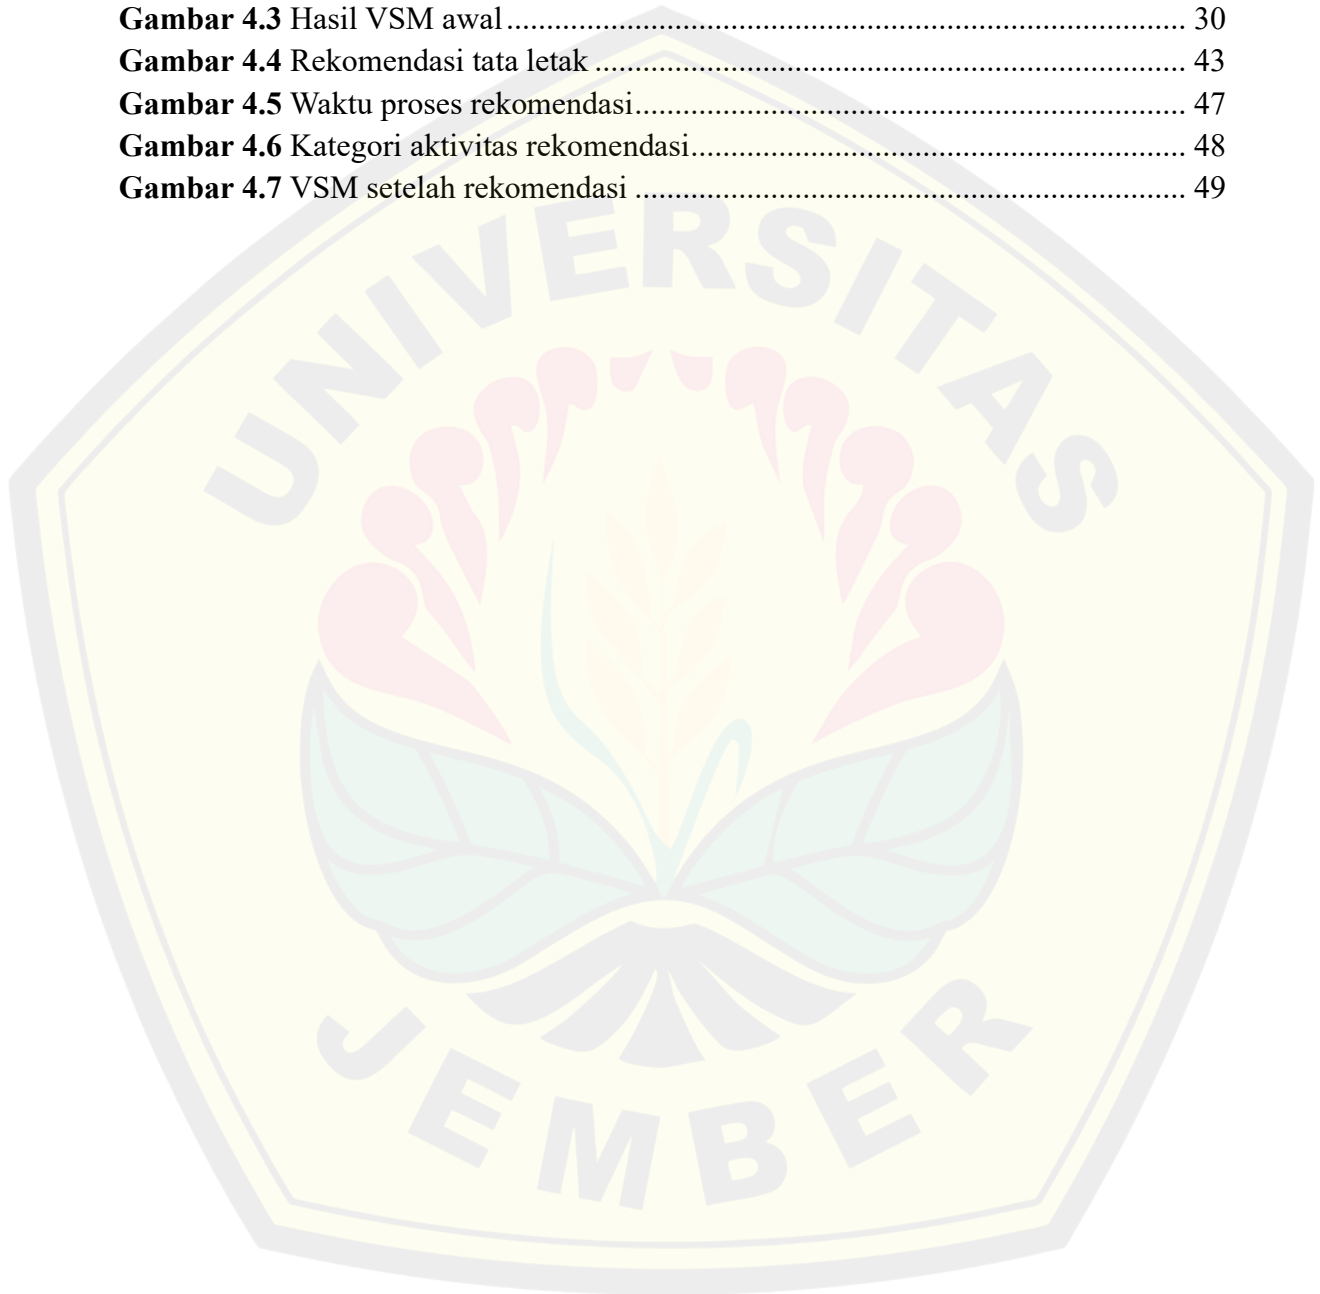 Gambar 4.3 Hasil VSM awal........................................................................................ 30
Gambar 4.4 Rekomendasi tata letak ............................................................................ 43
Gambar 4.5 Waktu proses rekomendasi....................................................................... 47
Gambar 4.6 Kategori aktivitas rekomendasi................................................................ 48
Gambar 4.7 VSM setelah rekomendasi ....................................................................... 49
UNIVERSITAS
JEMBER